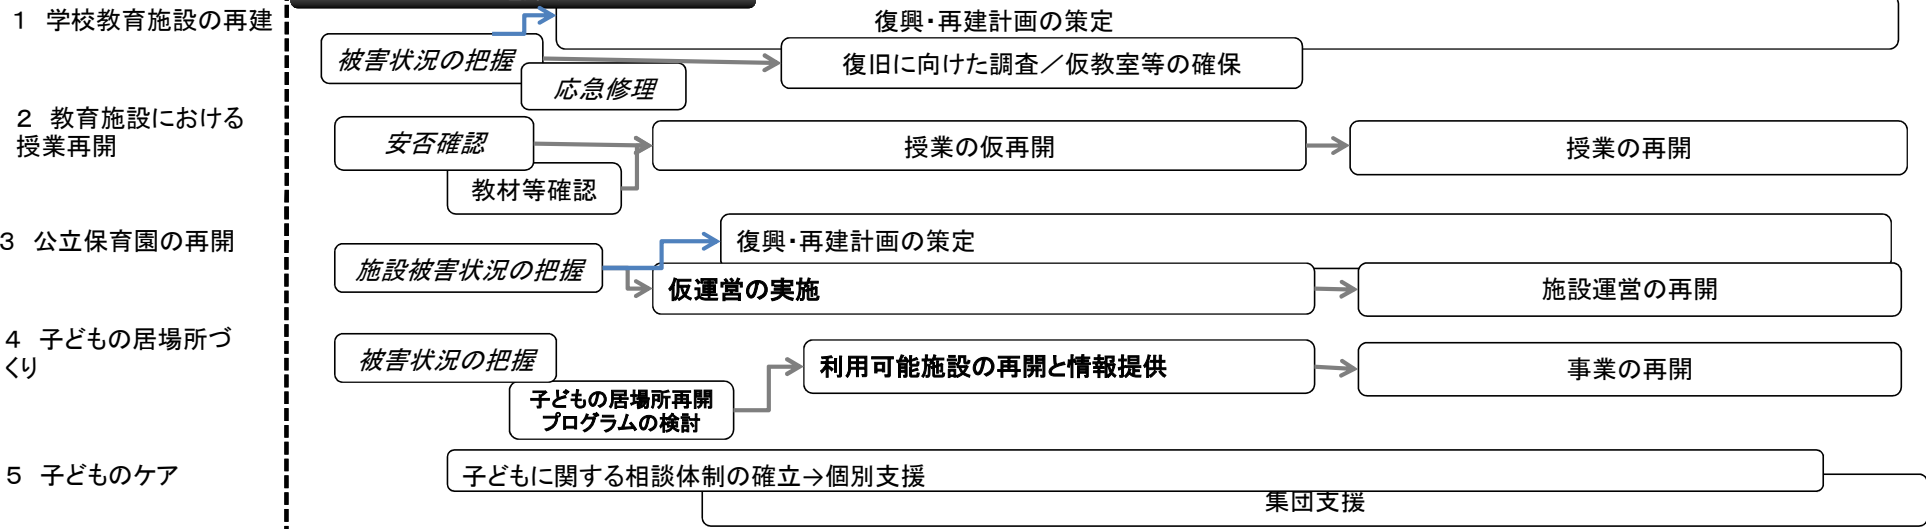 1 学校教育施設の再建
復興・再建計画の策定
被害状況の把握
復旧に向けた調査／仮教室等の確保
応急修理
2 教育施設における
授業再開
安否確認
授業の仮再開
授業の再開
教材等確認
3 公立保育園の再開
復興・再建計画の策定
施設被害状況の把握
仮運営の実施
施設運営の再開
4 子どもの居場所づ
くり
被害状況の把握
利用可能施設の再開と情報提供
事業の再開
子どもの居場所再開
プログラムの検討
5 子どものケア
子どもに関する相談体制の確立→個別支援
集団支援